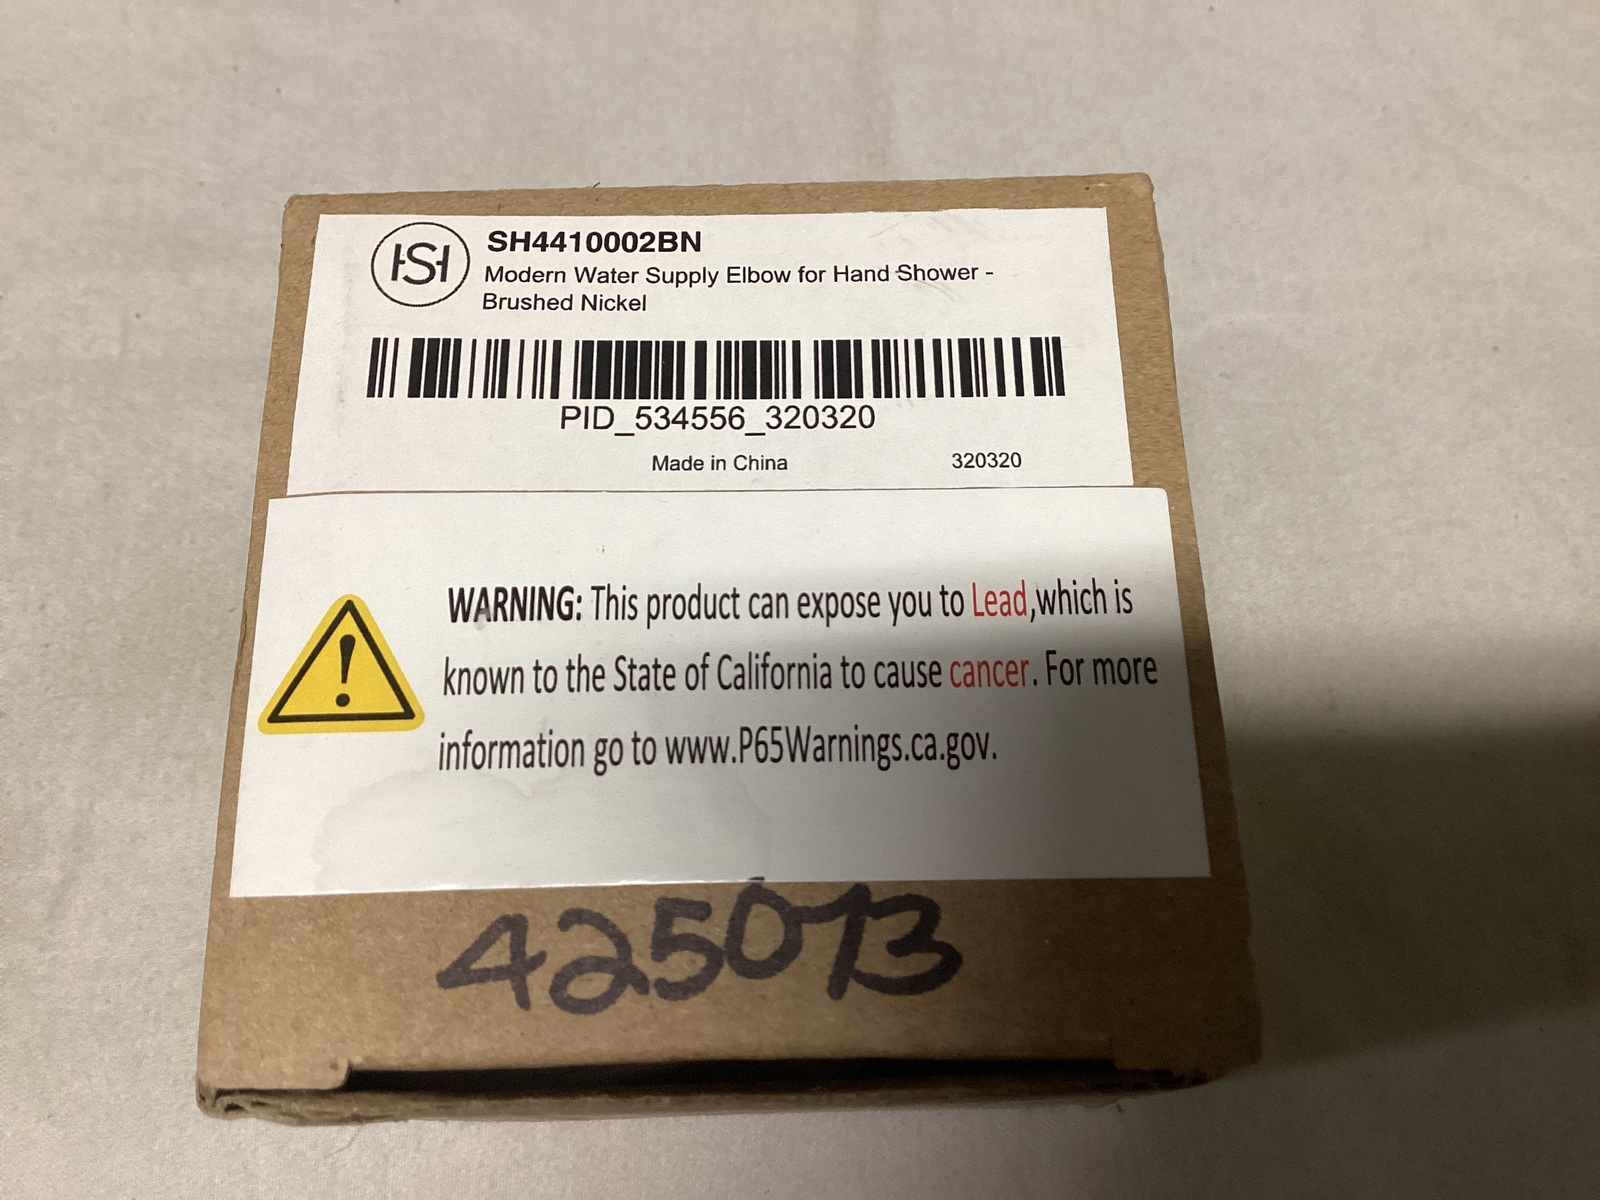 HSH
SH4410002BN
Modern Water Supply Elbow for Hand Shower -
Brushed Nickel
PID_534556_320320
Made in China 320320
WARNING: This product can expose you to Lead,which is
known to the State of California to cause cancer. For more
information go to www.P65Warnings.ca.gov.
425073